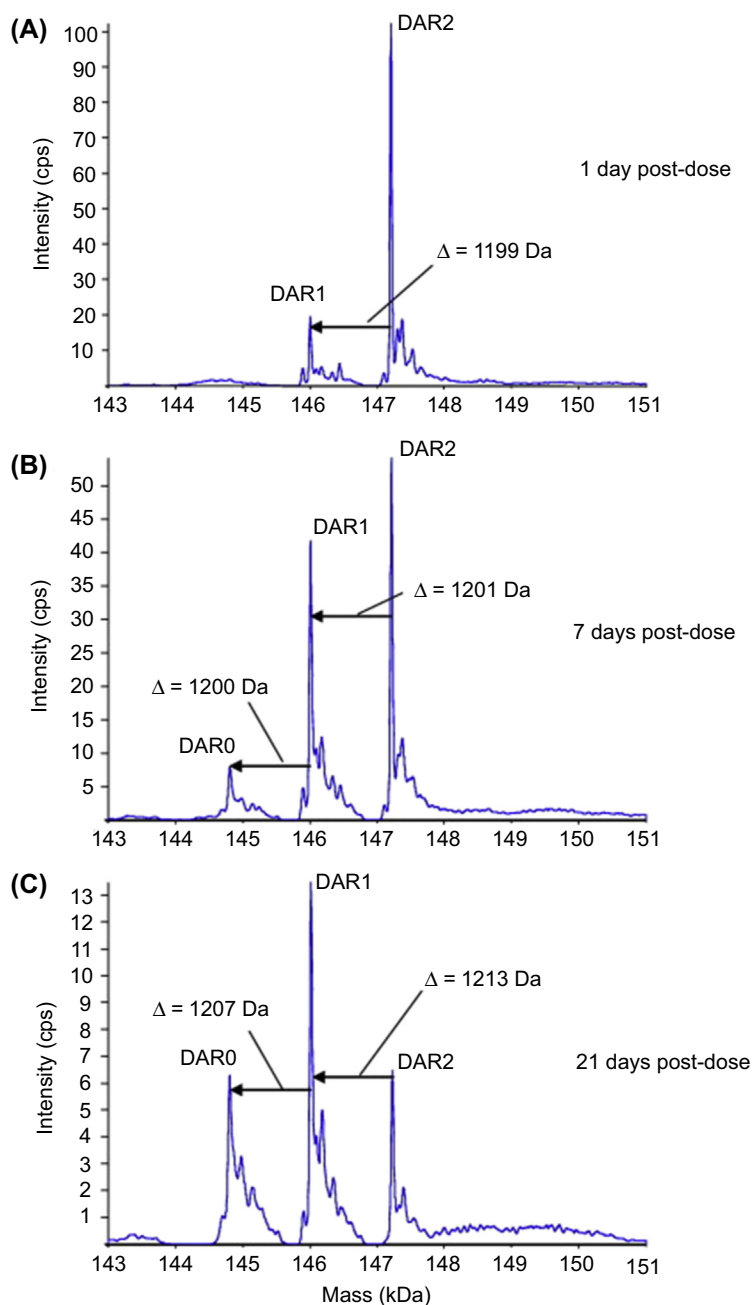 (A)
DAR2
100
90
80
70
60
50
40
30
20
10
Intensity (cps)
1 day post-dose
Δ = 1199 Da
DAR1
143 144 145 146 147 148 149 150 151
(B)
DAR2
50
45
40
35
30
25
20
15
10
5
Intensity (cps)
DAR1
Δ = 1201 Da
7 days post-dose
Δ = 1200 Da
DAR0
143 144 145 146 147 148 149 150 151
(C)
DAR1
13
12
11
10
9
8
7
6
5
4
3
2
1
Intensity (cps)
Δ = 1213 Da
Δ = 1207 Da
DAR0
DAR2
21 days post-dose
143 144 145 146 147 148 149 150 151
Mass (kDa)